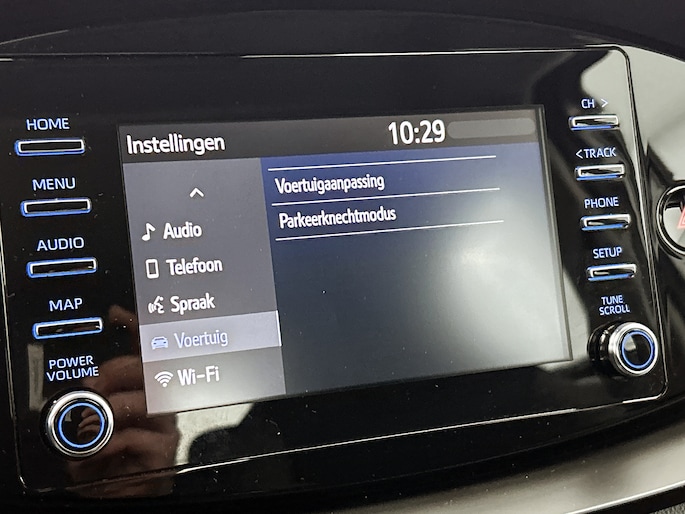 HOME
MENU
AUDIO
MAP
POWER
VOLUME
Instellingen
10:29
Audio
Telefoon
Spraak
Voertuig
Wi-Fi
Voertuigaanpassing
Parkeerknechtmodus
CH >
< TRACK
PHONE
SETUP
TUNE
SCROLL